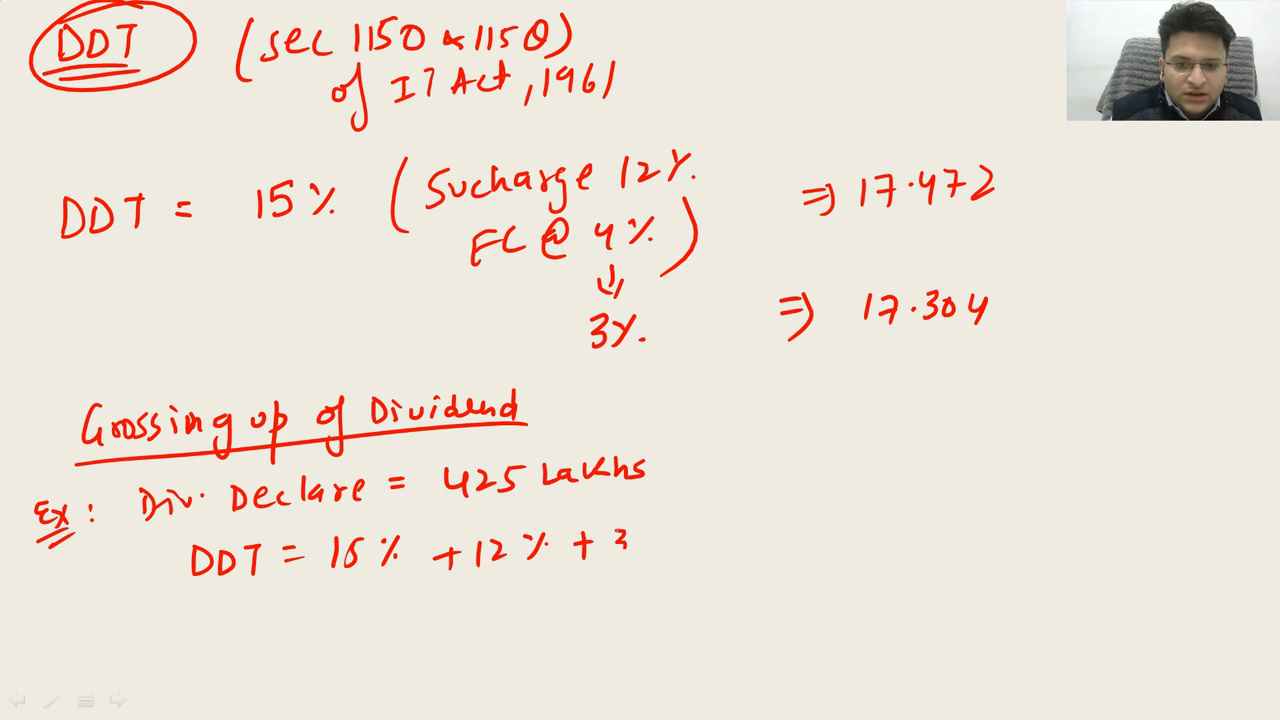 DDT (Sec 115O & 115Q)
of IT Act, 1961
DDT = 15% (Sucharge 12% ⇒ 17.472
EC @ 4%)
↓
3% ⇒ 17.304
Grossing up of Dividend
Ex: Div. Declare = 425 Lakhs
DDT = 15% + 12% + 3